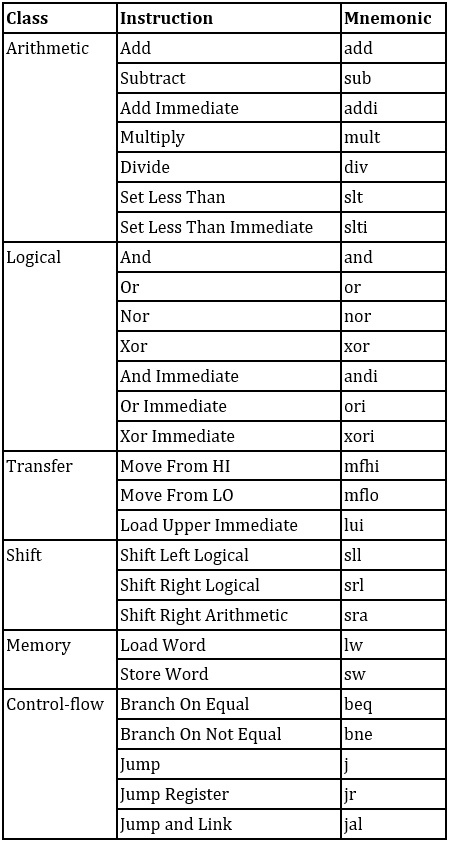 Class Instruction Mnemonic
Arithmetic Add add
Subtract sub
Add Immediate addi
Multiply mult
Divide div
Set Less Than slt
Set Less Than Immediate slti
Logical And and
Or or
Nor nor
Xor xor
And Immediate andi
Or Immediate ori
Xor Immediate xori
Transfer Move From HI mfhi
Move From LO mflo
Load Upper Immediate lui
Shift Shift Left Logical sll
Shift Right Logical srl
Shift Right Arithmetic sra
Memory Load Word lw
Store Word sw
Control-flow Branch On Equal beq
Branch On Not Equal bne
Jump j
Jump Register jr
Jump and Link jal